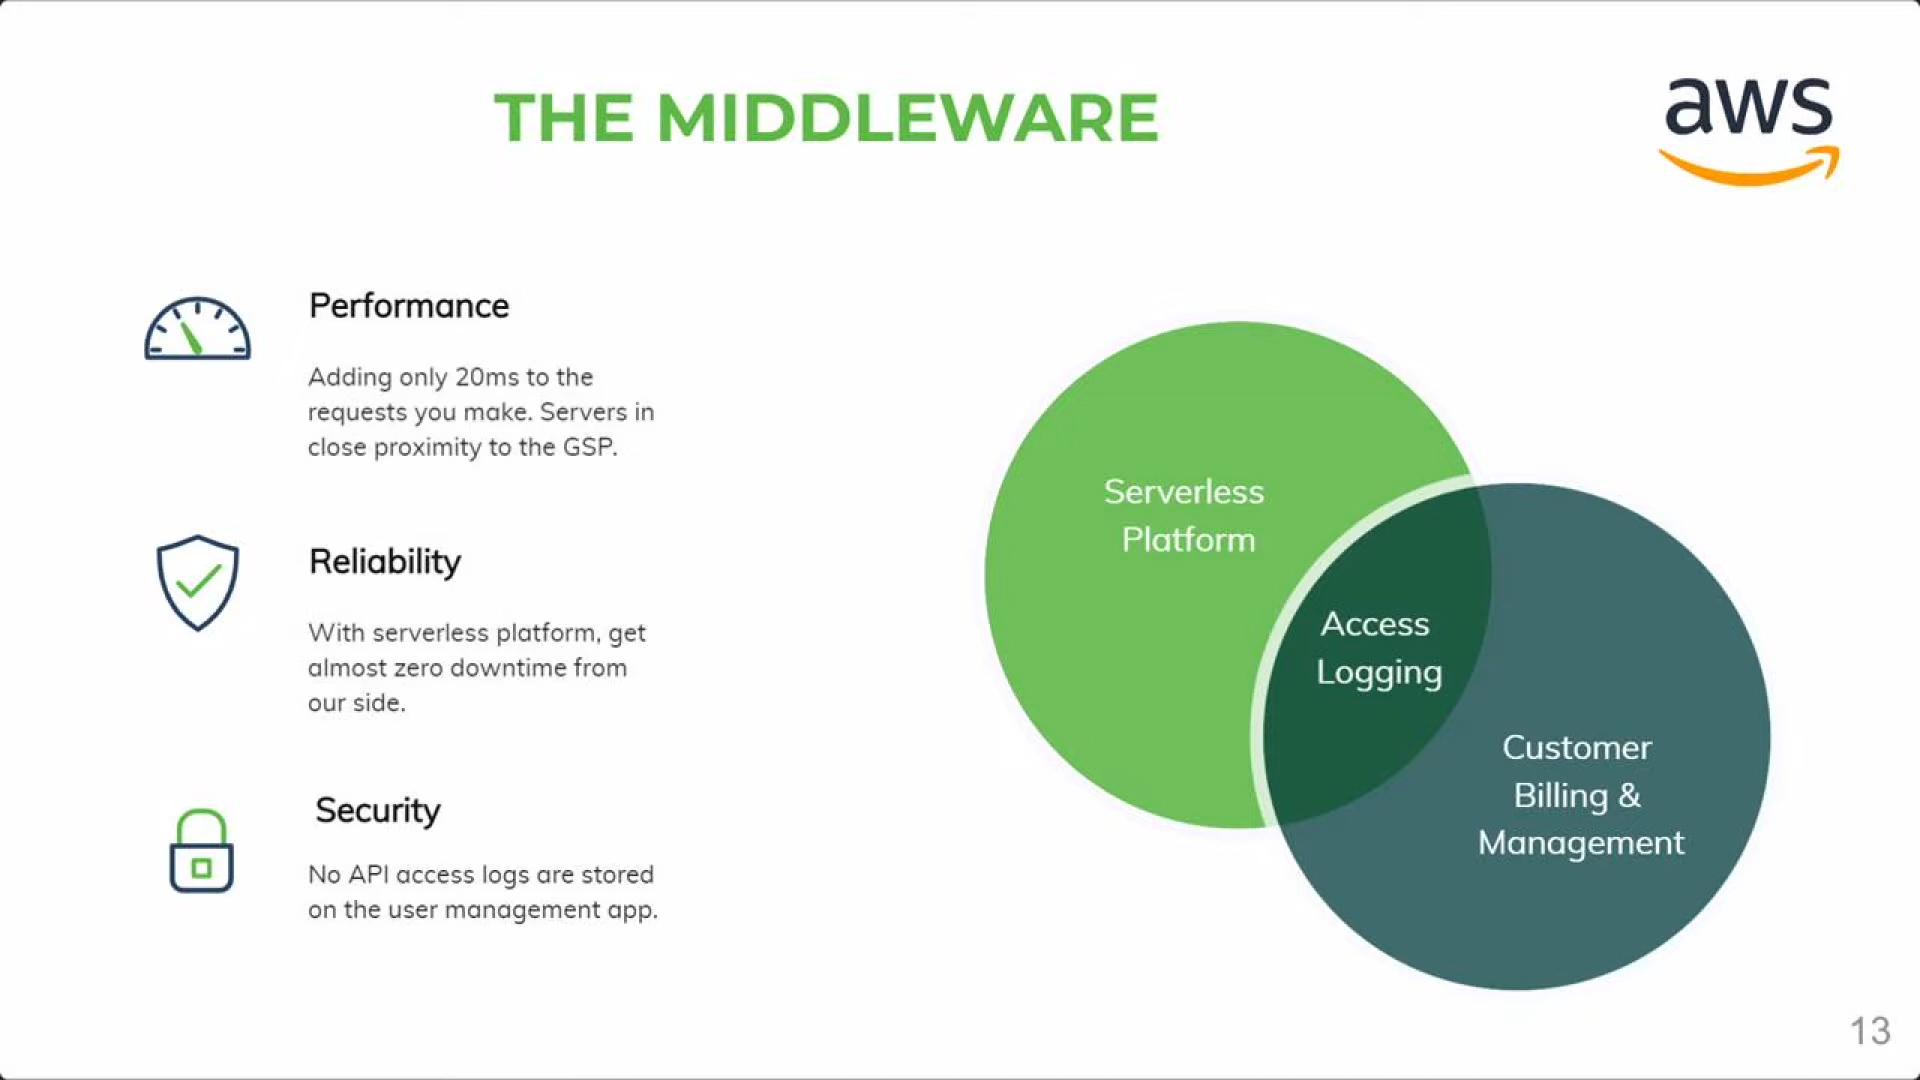 THE MIDDLEWARE
aws
Performance
Adding only 20ms to the
requests you make. Servers in
close proximity to the GSP.
Reliability
With serverless platform, get
almost zero downtime from
our side.
Security
No API access logs are stored
on the user management app.
Serverless
Platform
Access
Logging
Customer
Billing &
Management
13